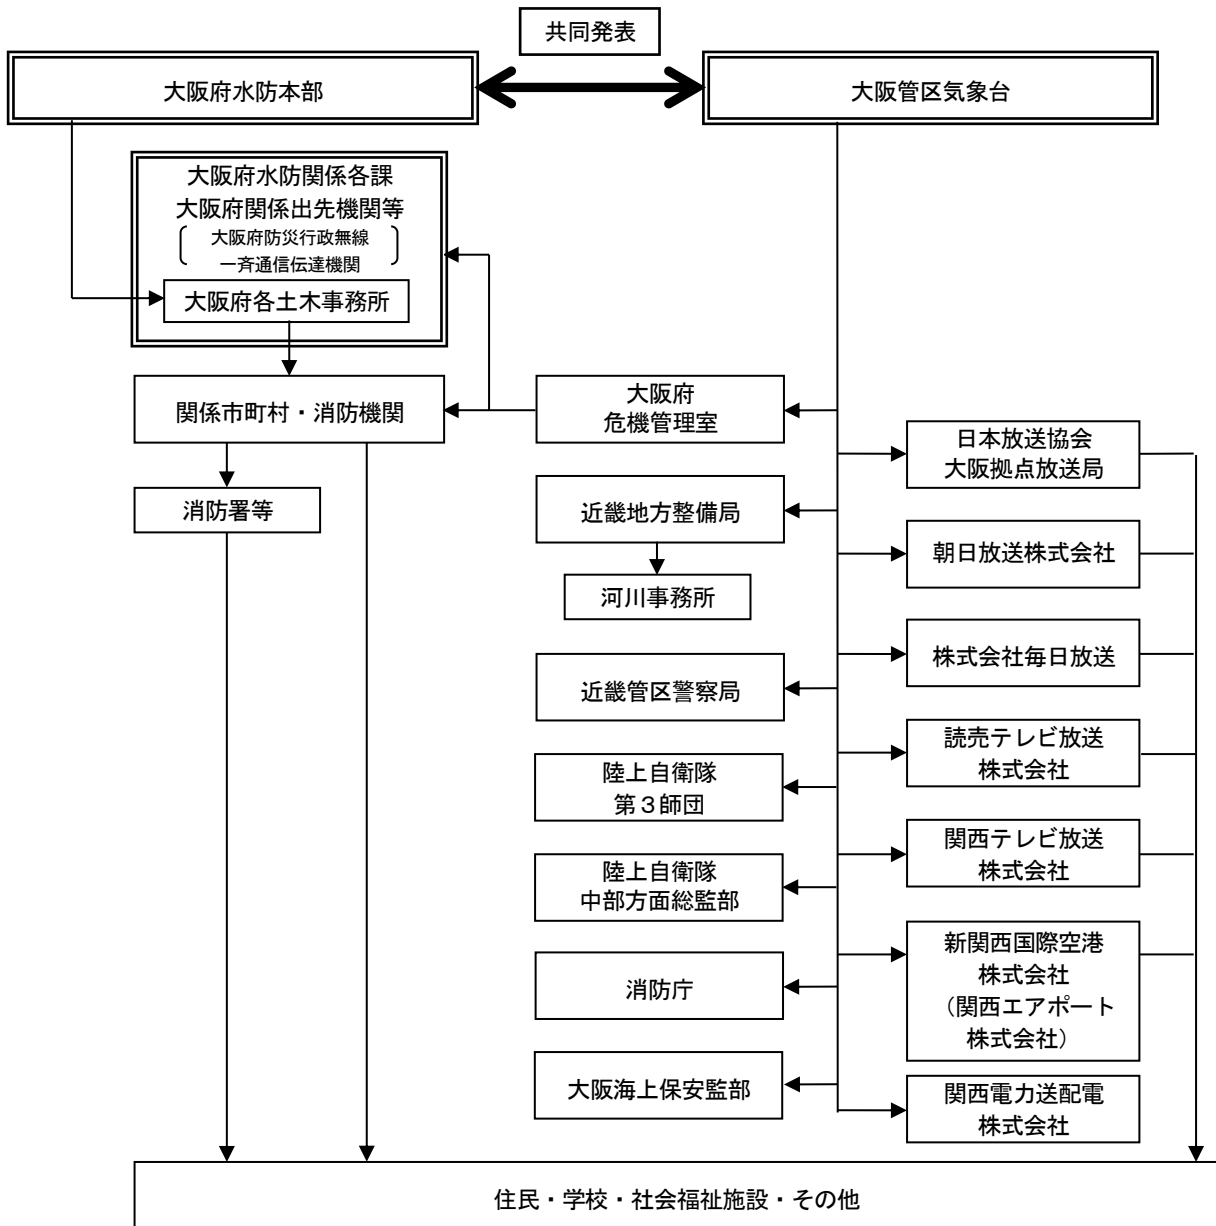 共同発表
大阪府水防本部
大阪管区気象台
大阪府水防関係各課
大阪府関係出先機関等
大阪府防災行政無線
一斉通信伝達機関
大阪府各土木事務所
関係市町村・消防機関
消防署等
大阪府
危機管理室
近畿地方整備局
河川事務所
近畿管区警察局
陸上自衛隊
第３師団
陸上自衛隊
中部方面総監部
消防庁
大阪海上保安監部
日本放送協会
大阪拠点放送局
朝日放送株式会社
株式会社毎日放送
読売テレビ放送
株式会社
関西テレビ放送
株式会社
新関西国際空港
株式会社
（関西エアポート
株式会社）
関西電力送配電
株式会社
住民・学校・社会福祉施設・その他